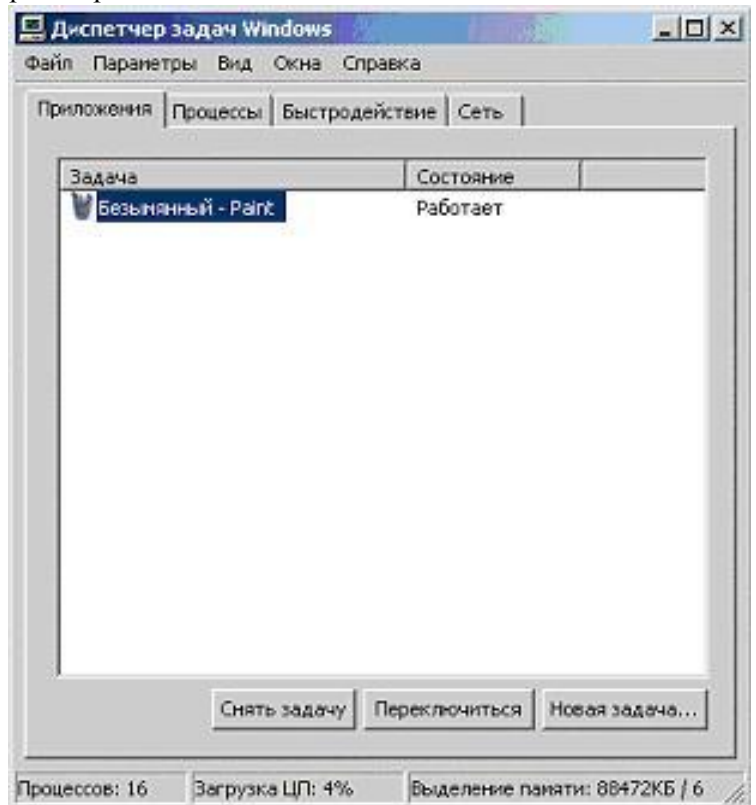 Диспетчер задач Windows
Файл Параметры Вид Окна Справка
Приложения Процессы Быстродействие Сеть
Задача Состояние
Безымянный - Paint Работает
Снять задачу Переключиться Новая задача...
Процессов: 16 Загрузка ЦП: 4% Выделение памяти: 88472КБ / 6